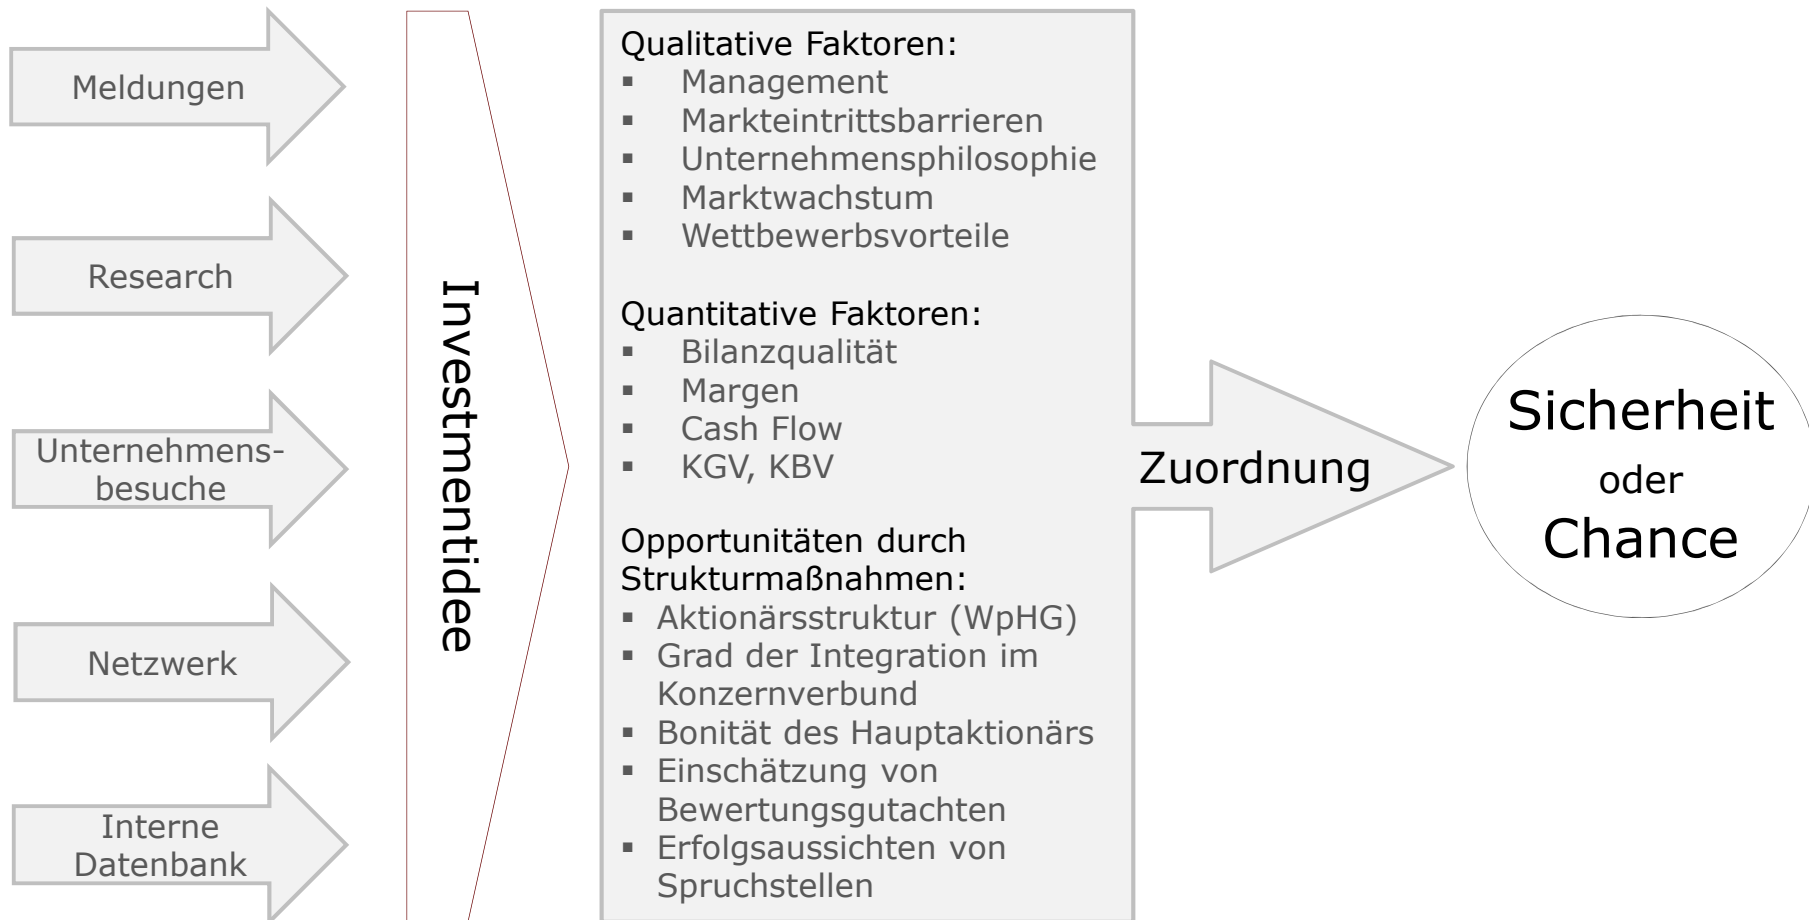 Meldungen
Research
Unternehmens-
besuche
Netzwerk
Interne
Datenbank
Investmentidee
Qualitative Faktoren:
▪ Management
▪ Markteintrittsbarrieren
▪ Unternehmensphilosophie
▪ Marktwachstum
▪ Wettbewerbsvorteile
Quantitative Faktoren:
▪ Bilanzqualität
▪ Margen
▪ Cash Flow
▪ KGV, KBV
Opportunitäten durch
Strukturmaßnahmen:
▪ Aktionärsstruktur (WpHG)
▪ Grad der Integration im
Konzernverbund
▪ Bonität des Hauptaktionärs
▪ Einschätzung von
Bewertungsgutachten
▪ Erfolgsaussichten von
Spruchstellen
Zuordnung
Sicherheit
oder
Chance